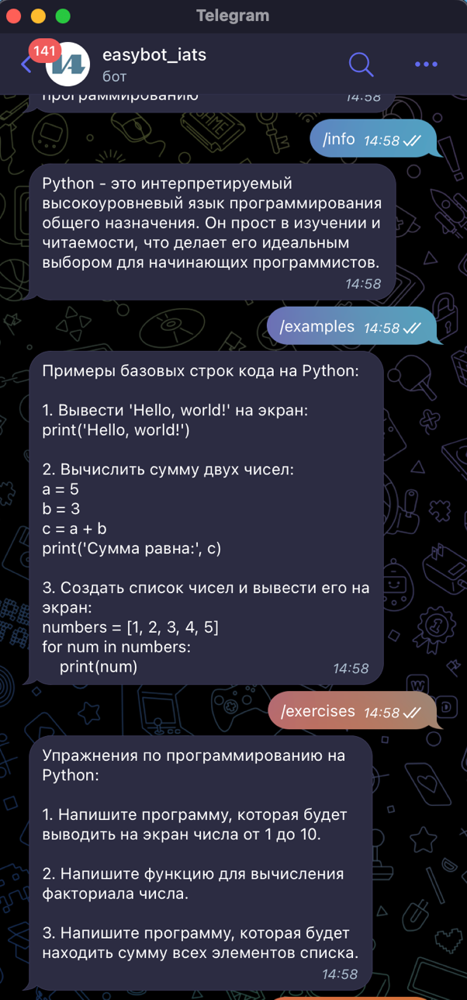 Telegram
141
easybot_iats
бот
программированию
14:58
/info 14:58
Python - это интерпретируемый
высокоуровневый язык программирования
общего назначения. Он прост в изучении и
читаемости, что делает его идеальным
выбором для начинающих программистов.
14:58
/examples 14:58
Примеры базовых строк кода на Python:
1. Вывести 'Hello, world!' на экран:
print('Hello, world!')
2. Вычислить сумму двух чисел:
a = 5
b = 3
c = a + b
print('Сумма равна:', c)
3. Создать список чисел и вывести его на
экран:
numbers = [1, 2, 3, 4, 5]
for num in numbers:
    print(num)
14:58
/exercises 14:58
Упражнения по программированию на
Python:
1. Напишите программу, которая будет
выводить на экран числа от 1 до 10.
2. Напишите функцию для вычисления
факториала числа.
3. Напишите программу, которая будет
находить сумму всех элементов списка.
14:58